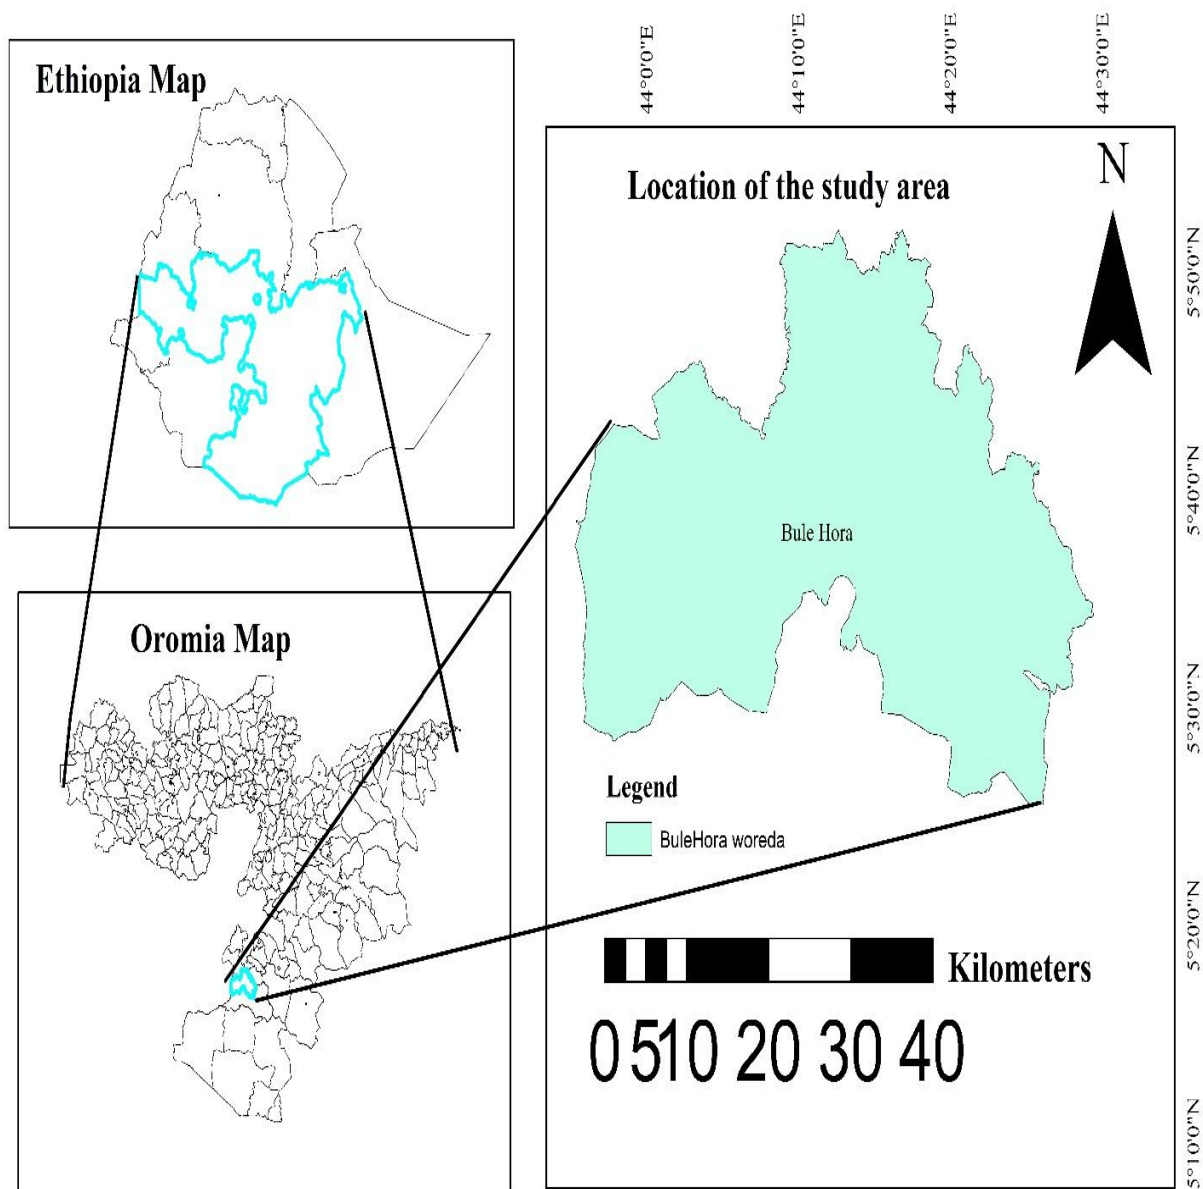 Ethiopia Map
Oromia Map
44°0'0"E
44°10'0"E
44°20'0"E
44°30'0"E
Location of the study area
N
Bule Hora
Legend
BuleHora woreda
Kilometers
0 5 10 20 30 40
5°50'0"N
5°40'0"N
5°30'0"N
5°20'0"N
5°10'0"N